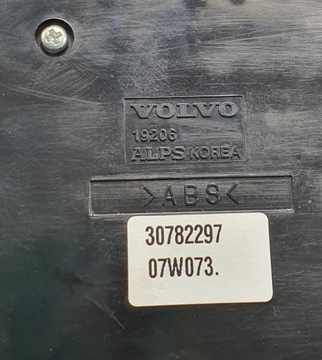 VOLVO
19206
ALPS KOREA
>ABS<
30782297
07W073.